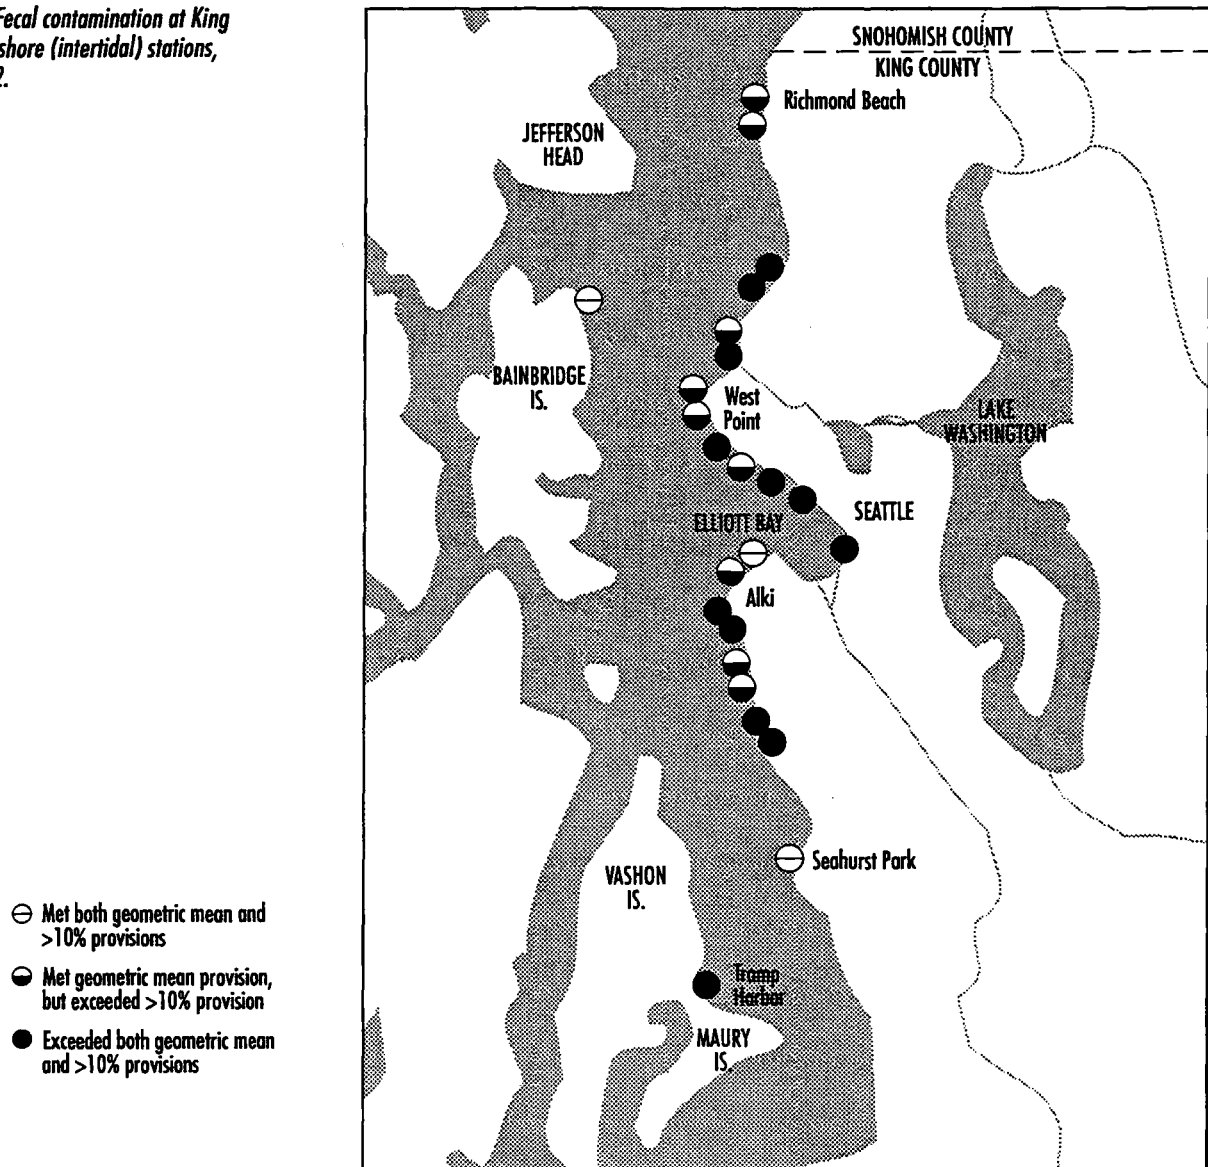 Fecal contamination at King
shore (intertidal) stations,
2.
SNOHOMISH COUNTY
KING COUNTY
Richmond Beach
JEFFERSON
HEAD
BAINBRIDGE
IS.
West
Point
LAKE
WASHINGTON
SEATTLE
ELLIOTT BAY
Alki
Seahurst Park
VASHON
IS.
Tramp
Harbor
MAURY
IS.
Met both geometric mean and
>10% provisions
Met geometric mean provision,
but exceeded >10% provision
Exceeded both geometric mean
and >10% provisions